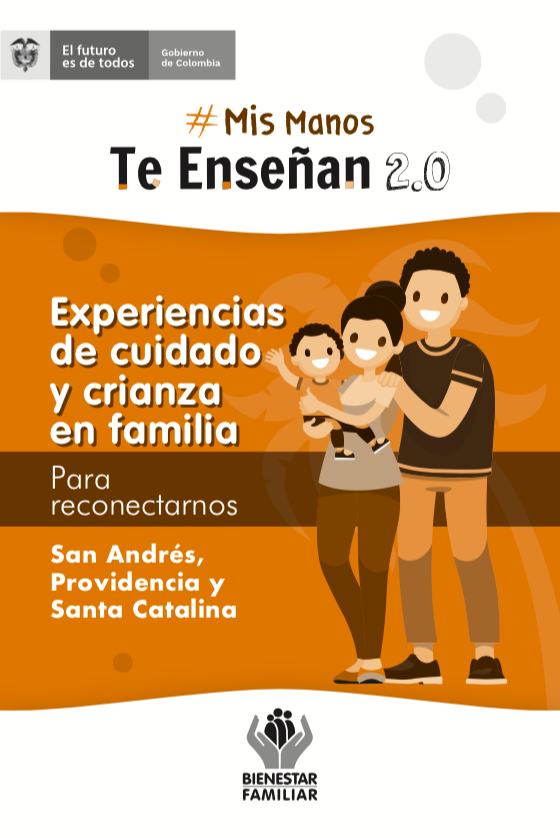 El futuro
es de todos
Gobierno
de Colombia
#Mis Manos
Te Enseñan 2.0
Experiencias
de cuidado
y crianza
en familia
Para
reconectarnos
San Andrés,
Providencia y
Santa Catalina
BIENESTAR
FAMILIAR